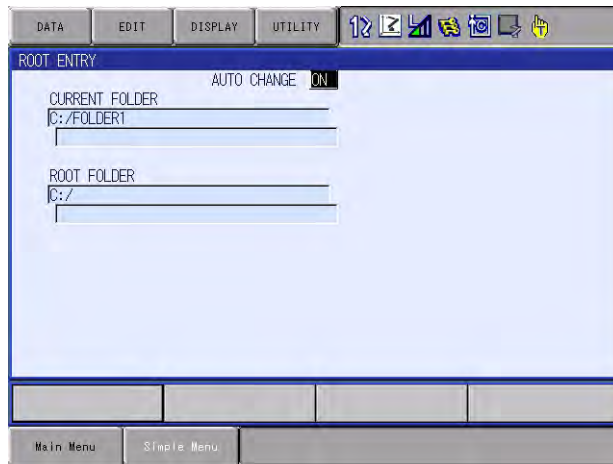 DATA EDIT DISPLAY UTILITY
ROOT ENTRY
AUTO CHANGE ON
CURRENT FOLDER
C:/FOLDER1
ROOT FOLDER
C:/
Main Menu Simple Menu